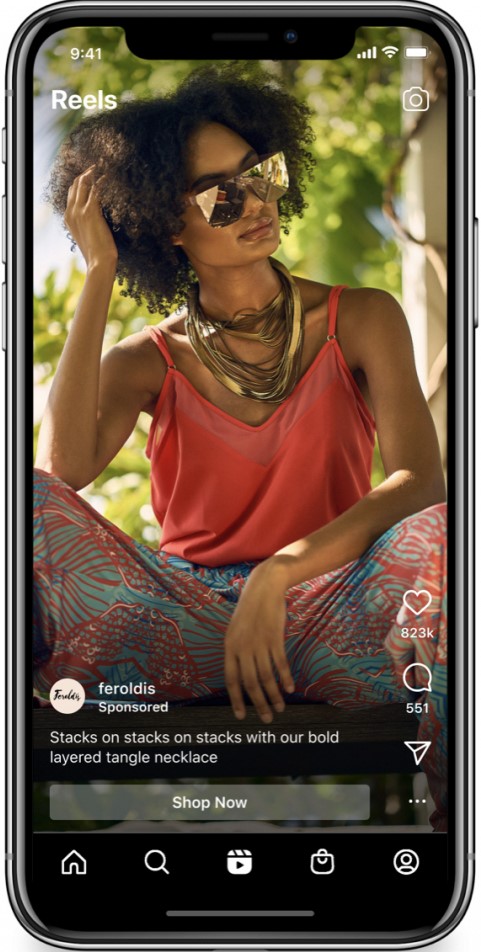 9:41
Reels
823k
Feroldis
feroldis
Sponsored
551
Stacks on stacks on stacks with our bold
layered tangle necklace
Shop Now